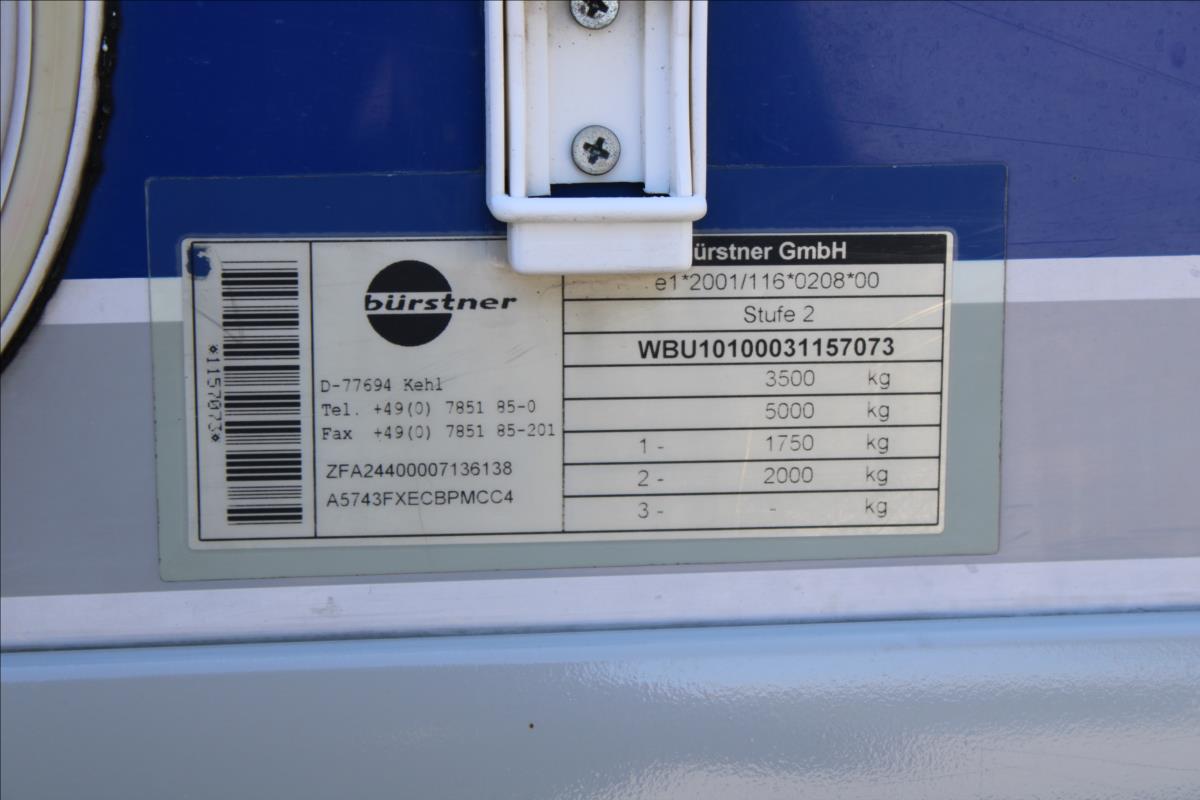 *1157073*
bürstner
D-77694 Kehl
Tel. +49(0) 7851 85-0
Fax +49(0) 7851 85-201
ZFA24400007136138
A5743FXECBPMCC4
GmbH
e1*2001/116*0208*00
Stufe 2
WBU10100031157073
3500 kg
5000 kg
1 - 1750 kg
2 - 2000 kg
3 - - kg